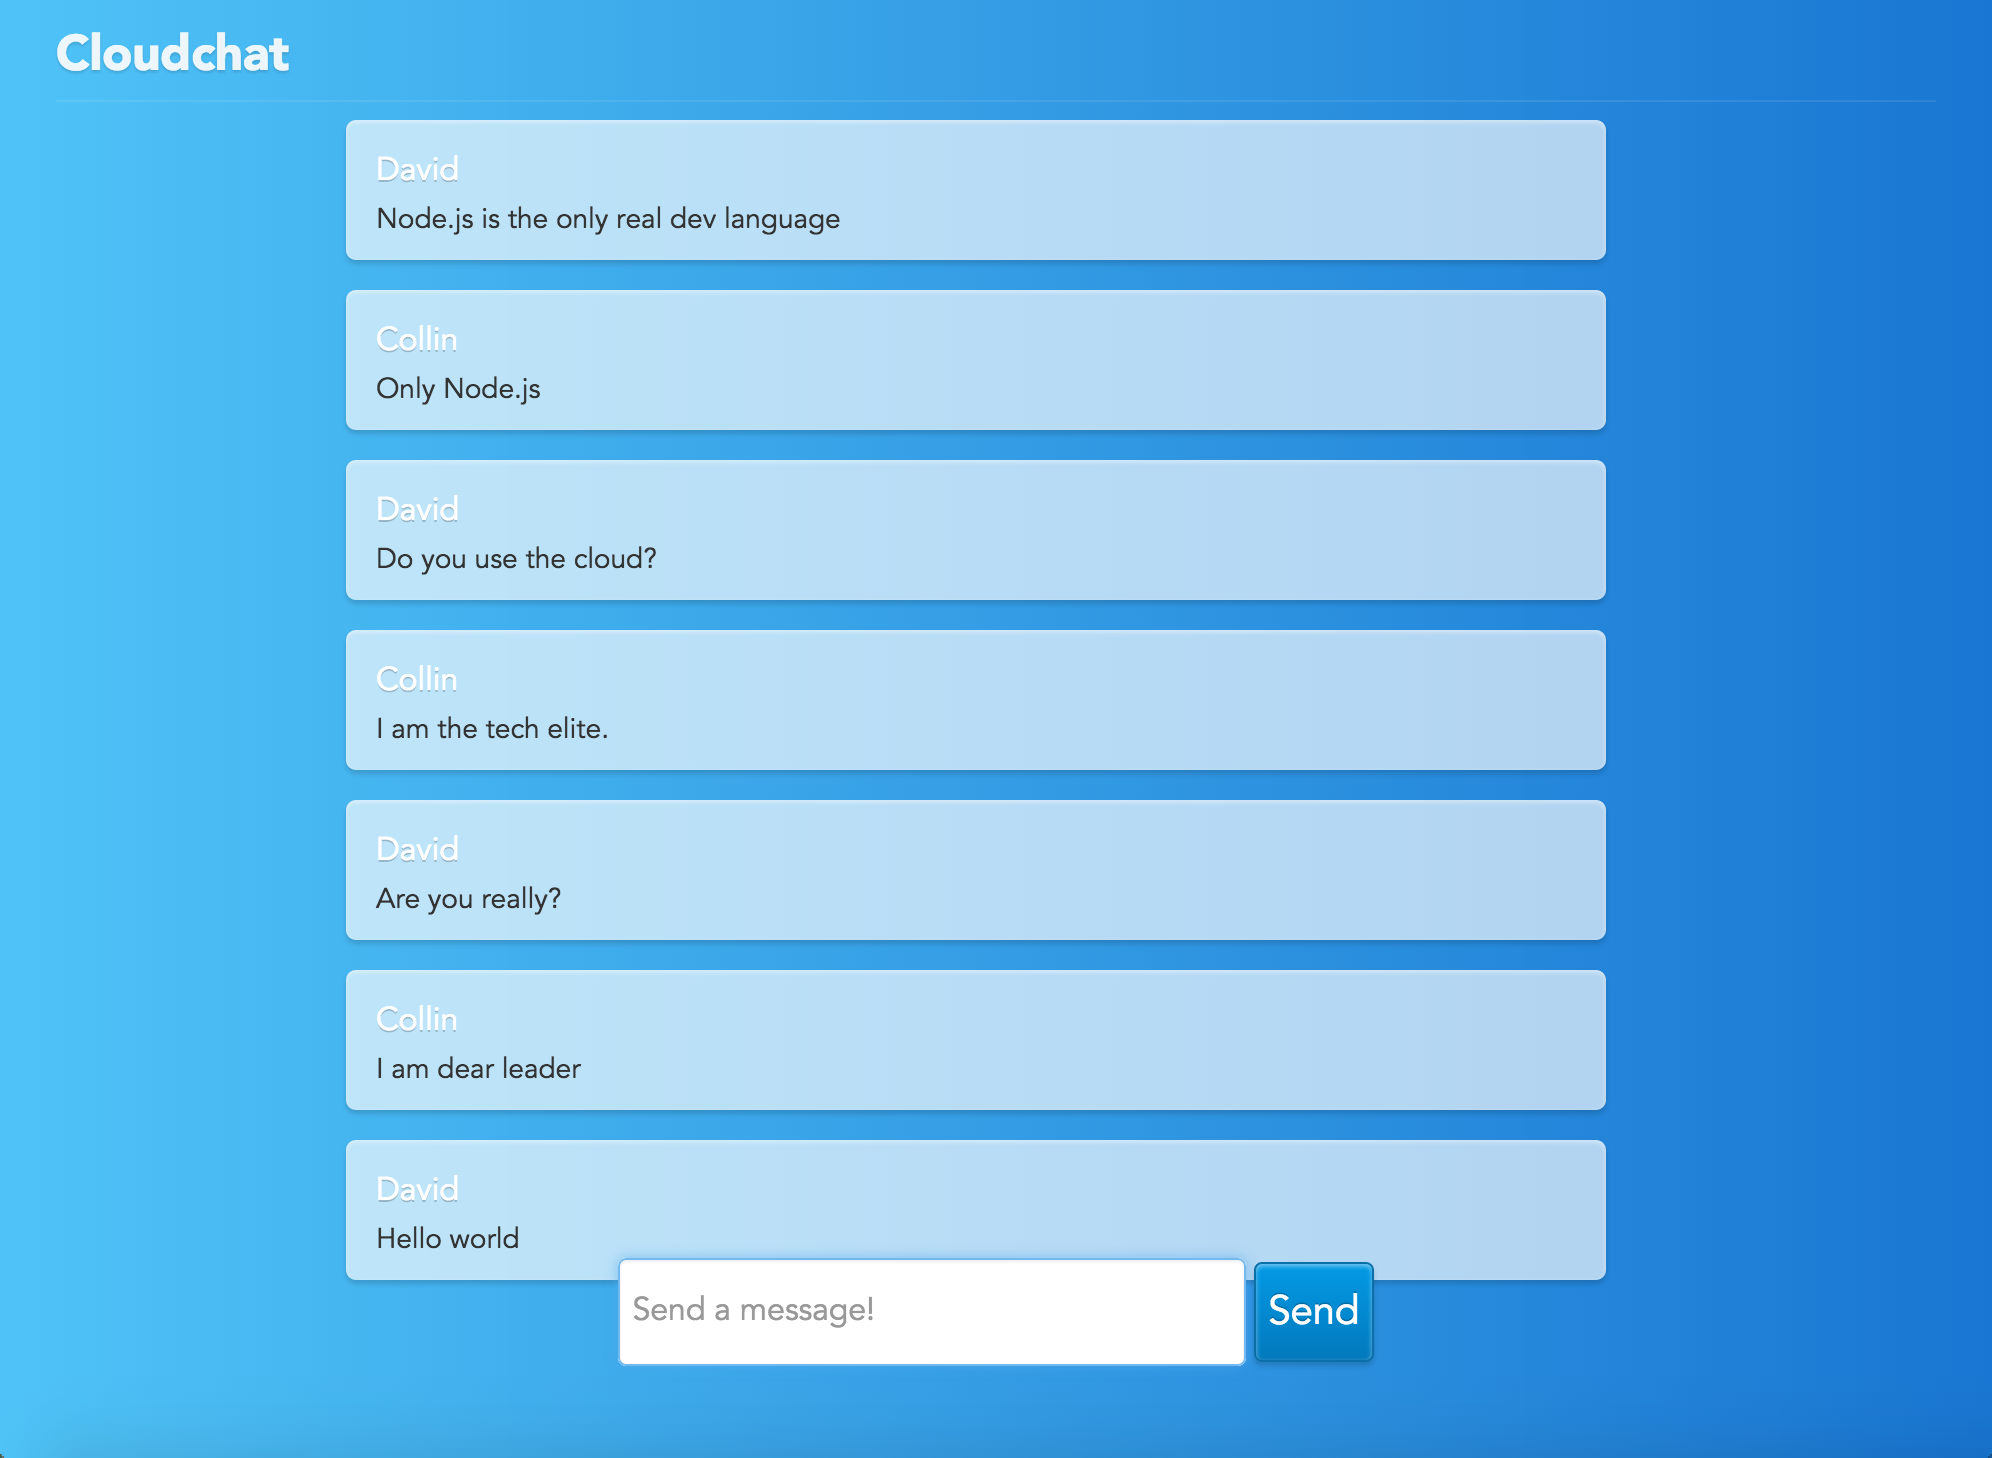 Cloudchat
David
Node.js is the only real dev language
Collin
Only Node.js
David
Do you use the cloud?
Collin
I am the tech elite.
David
Are you really?
Collin
I am dear leader
David
Hello world
Send a message!
Send